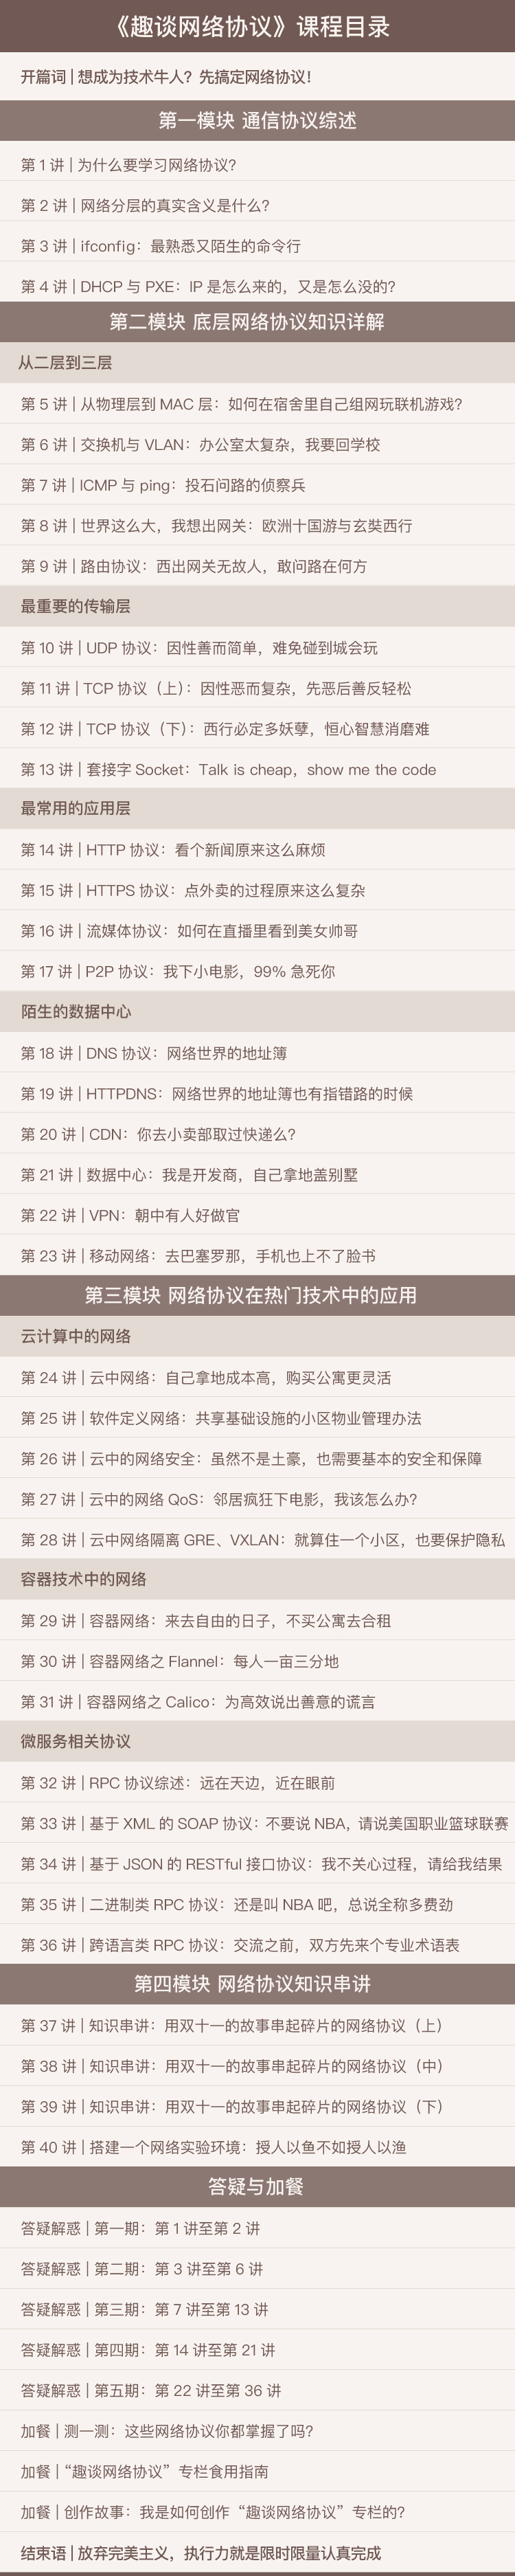 《趣谈网络协议》课程目录
开篇词 | 想成为技术牛人？先搞定网络协议！
第一模块 通信协议综述
第 1 讲 | 为什么要学习网络协议？
第 2 讲 | 网络分层的真实含义是什么？
第 3 讲 | ifconfig：最熟悉又陌生的命令行
第 4 讲 | DHCP 与 PXE：IP 是怎么来的，又是怎么没的？
第二模块 底层网络协议知识详解
从二层到三层
第 5 讲 | 从物理层到 MAC 层：如何在宿舍里自己组网玩联机游戏？
第 6 讲 | 交换机与 VLAN：办公室太复杂，我要回学校
第 7 讲 | ICMP 与 ping：投石问路的侦察兵
第 8 讲 | 世界这么大，我想出网关：欧洲十国游与玄奘西行
第 9 讲 | 路由协议：西出网关无故人，敢问路在何方
最重要的传输层
第 10 讲 | UDP 协议：因性善而简单，难免碰到城会玩
第 11 讲 | TCP 协议（上）：因性恶而复杂，先恶后善反轻松
第 12 讲 | TCP 协议（下）：西行必定多妖孽，恒心智慧消磨难
第 13 讲 | 套接字 Socket：Talk is cheap，show me the code
最常用的应用层
第 14 讲 | HTTP 协议：看个新闻原来这么麻烦
第 15 讲 | HTTPS 协议：点外卖的过程原来这么复杂
第 16 讲 | 流媒体协议：如何在直播里看到美女帅哥
第 17 讲 | P2P 协议：我下小电影，99% 急死你
陌生的数据中心
第 18 讲 | DNS 协议：网络世界的地址簿
第 19 讲 | HTTPDNS：网络世界的地址簿也有指错路的时候
第 20 讲 | CDN：你去小卖部取过快递么？
第 21 讲 | 数据中心：我是开发商，自己拿地盖别墅
第 22 讲 | VPN：朝中有人好做官
第 23 讲 | 移动网络：去巴塞罗那，手机也上不了脸书
第三模块 网络协议在热门技术中的应用
云计算中的网络
第 24 讲 | 云中网络：自己拿地成本高，购买公寓更灵活
第 25 讲 | 软件定义网络：共享基础设施的小区物业管理办法
第 26 讲 | 云中的网络安全：虽然不是土豪，也需要基本的安全和保障
第 27 讲 | 云中的网络 QoS：邻居疯狂下电影，我该怎么办？
第 28 讲 | 云中网络隔离 GRE、VXLAN：就算住一个小区，也要保护隐私
容器技术中的网络
第 29 讲 | 容器网络：来去自由的日子，不买公寓去合租
第 30 讲 | 容器网络之 Flannel：每人一亩三分地
第 31 讲 | 容器网络之 Calico：为高效说出善意的谎言
微服务相关协议
第 32 讲 | RPC 协议综述：远在天边，近在眼前
第 33 讲 | 基于 XML 的 SOAP 协议：不要说 NBA，请说美国职业篮球联赛
第 34 讲 | 基于 JSON 的 RESTful 接口协议：我不关心过程，请给我结果
第 35 讲 | 二进制类 RPC 协议：还是叫 NBA 吧，总说全称多费劲
第 36 讲 | 跨语言类 RPC 协议：交流之前，双方先来个专业术语表
第四模块 网络协议知识串讲
第 37 讲 | 知识串讲：用双十一的故事串起碎片的网络协议（上）
第 38 讲 | 知识串讲：用双十一的故事串起碎片的网络协议（中）
第 39 讲 | 知识串讲：用双十一的故事串起碎片的网络协议（下）
第 40 讲 | 搭建一个网络实验环境：授人以鱼不如授人以渔
答疑与加餐
答疑解惑 | 第一期：第 1 讲至第 2 讲
答疑解惑 | 第二期：第 3 讲至第 6 讲
答疑解惑 | 第三期：第 7 讲至第 13 讲
答疑解惑 | 第四期：第 14 讲至第 21 讲
答疑解惑 | 第五期：第 22 讲至第 36 讲
加餐 | 测一测：这些网络协议你都掌握了吗？
加餐 | “趣谈网络协议”专栏食用指南
加餐 | 创作故事：我是如何创作“趣谈网络协议”专栏的？
结束语 | 放弃完美主义，执行力就是限时限量认真完成